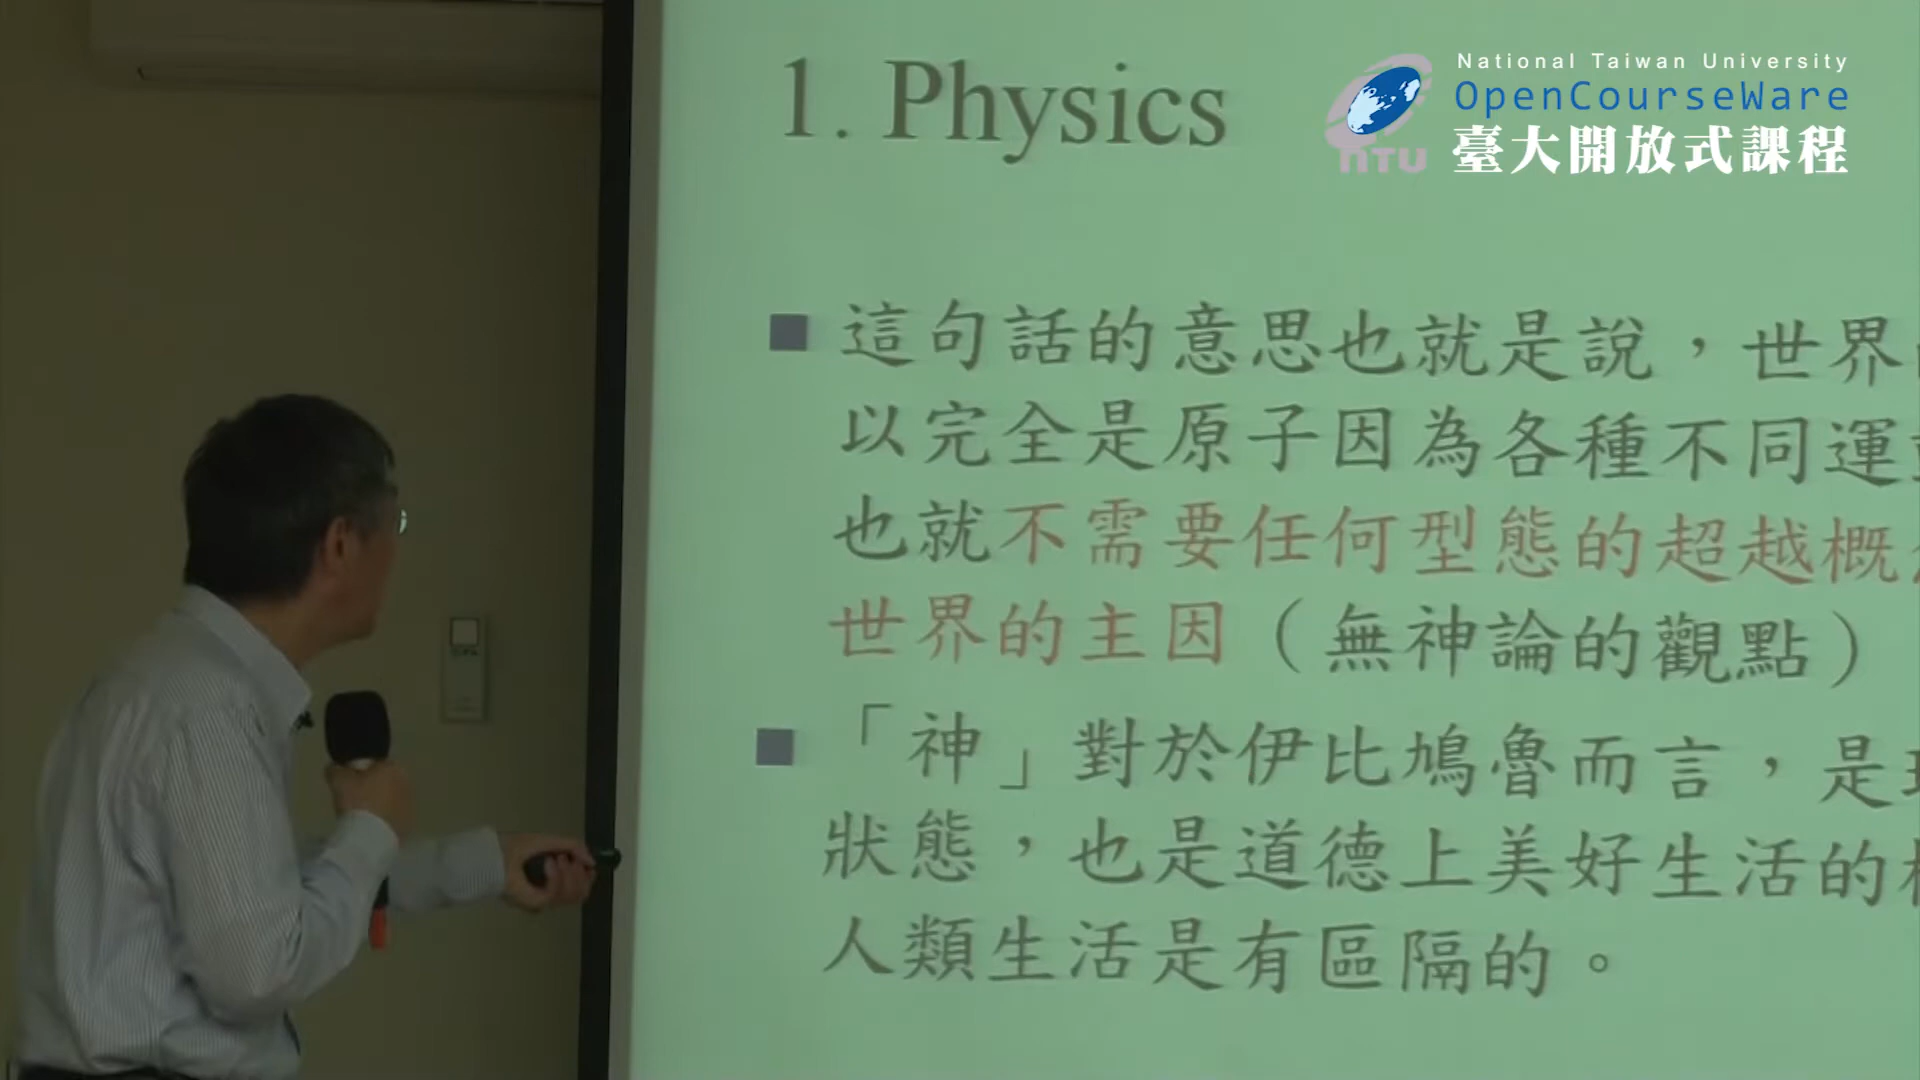 1. Physics
National Taiwan University
OpenCourseWare
臺大開放式課程
NTU
這句話的意思也就是說，世界
以完全是原子因為各種不同運
也就不需要任何型態的超越概
世界的主因（無神論的觀點）
「神」對於伊比鳩魯而言，是
狀態，也是道德上美好生活的
人類生活是有區隔的。